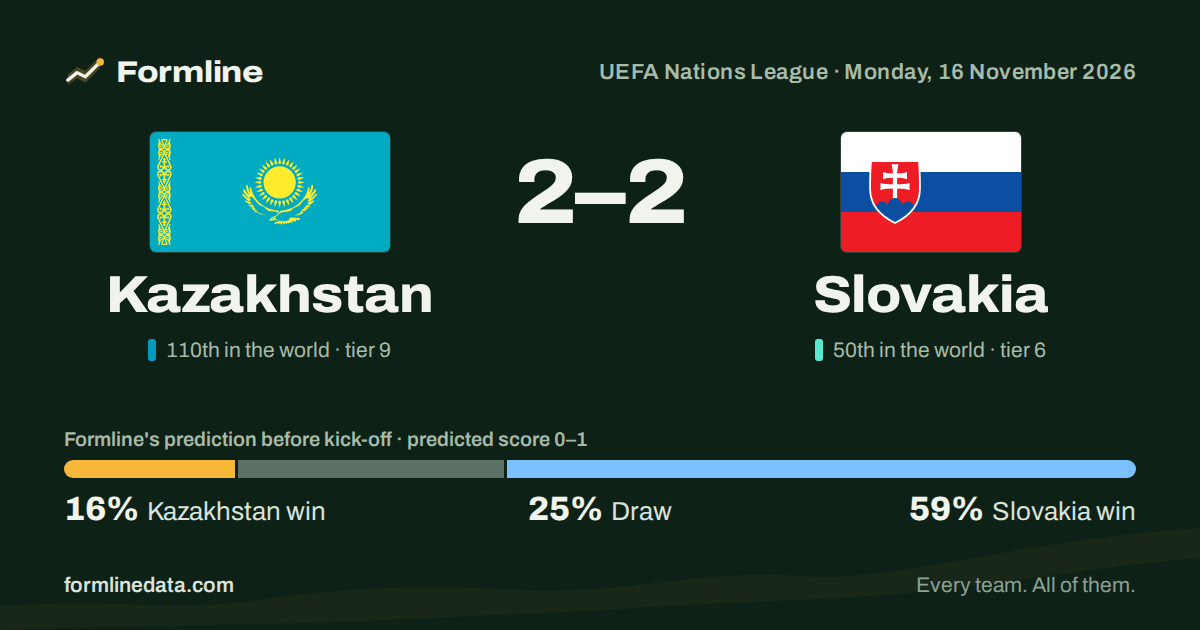 Formline
UEFA Nations League · Monday, 16 November 2026
2–2
Kazakhstan
Slovakia
110th in the world · tier 9
50th in the world · tier 6
Formline's prediction before kick-off · predicted score 0–1
16% Kazakhstan win
25% Draw
59% Slovakia win
formlinedata.com
Every team. All of them.